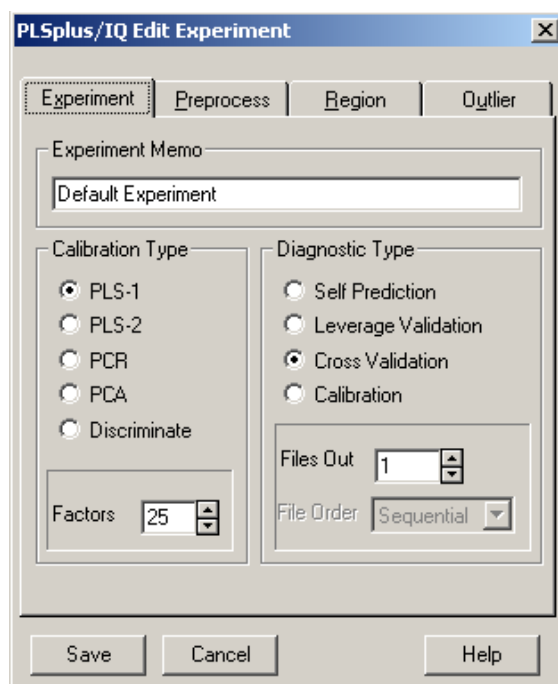 PLSplus/IQ Edit Experiment
Experiment Preprocess Region Outlier
Experiment Memo
Default Experiment
Calibration Type
PLS-1
PLS-2
PCR
PCA
Discriminate
Factors 25
Diagnostic Type
Self Prediction
Leverage Validation
Cross Validation
Calibration
Files Out 1
File Order Sequential
Save Cancel Help